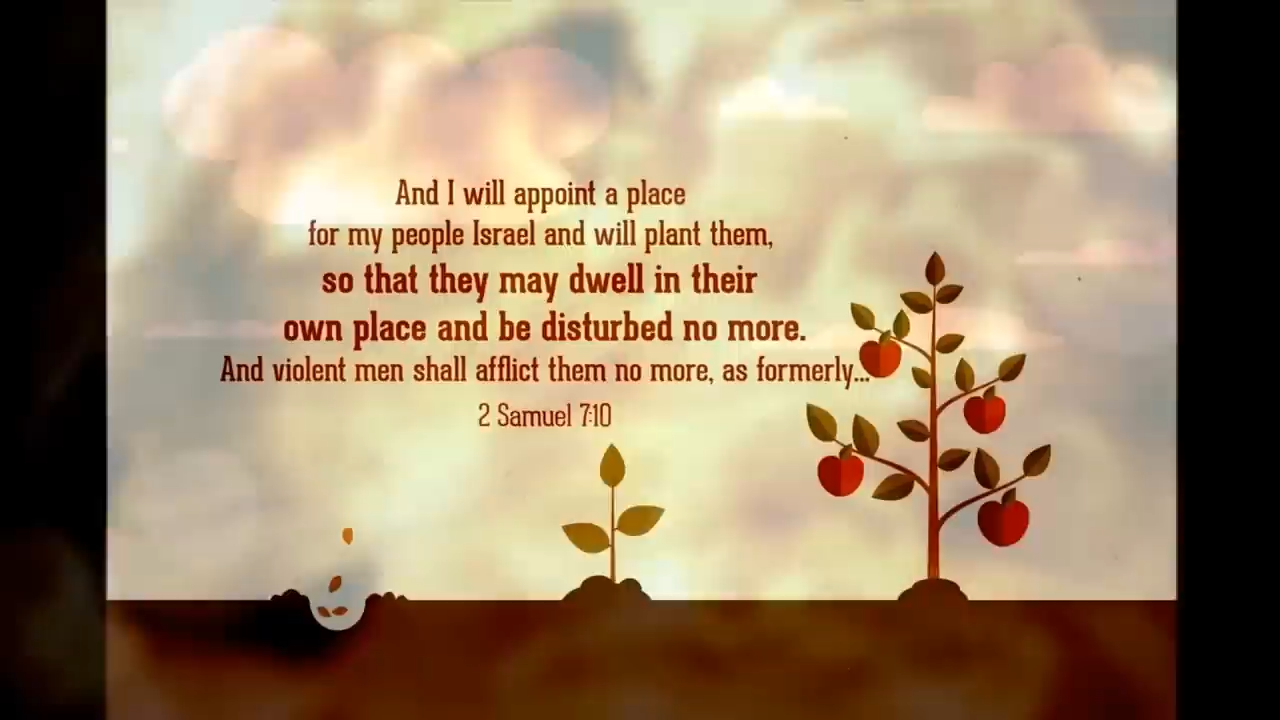 And I will appoint a place
for my people Israel and will plant them,
so that they may dwell in their
own place and be disturbed no more.
And violent men shall afflict them no more, as formerly...
2 Samuel 7:10